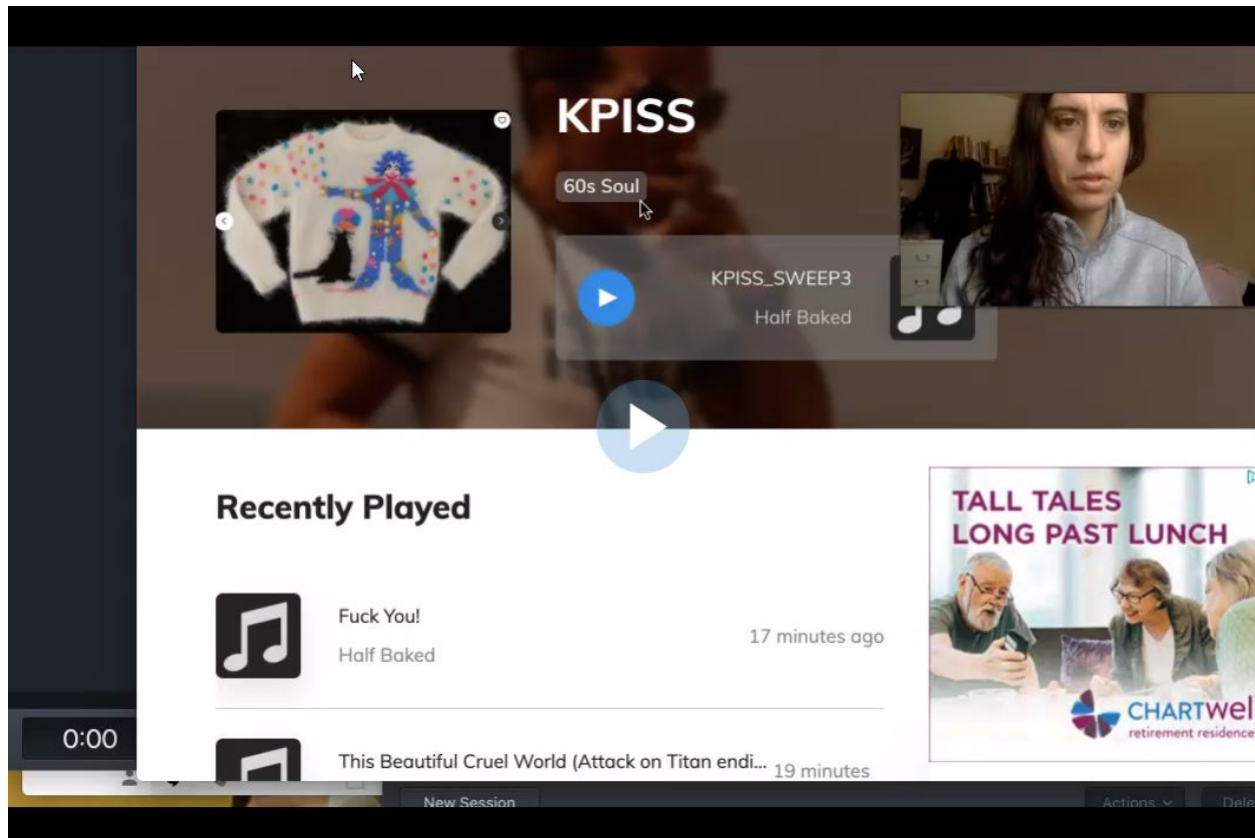 KPISS
60s Soul
KPISS_SWEEP3
Half Baked
Recently Played
Fuck You!
Half Baked
17 minutes ago
This Beautiful Cruel World (Attack on Titan endi...
19 minutes
TALL TALES
LONG PAST LUNCH
CHARTwel
retirement residence
0:00
New Session
Actions
Dele